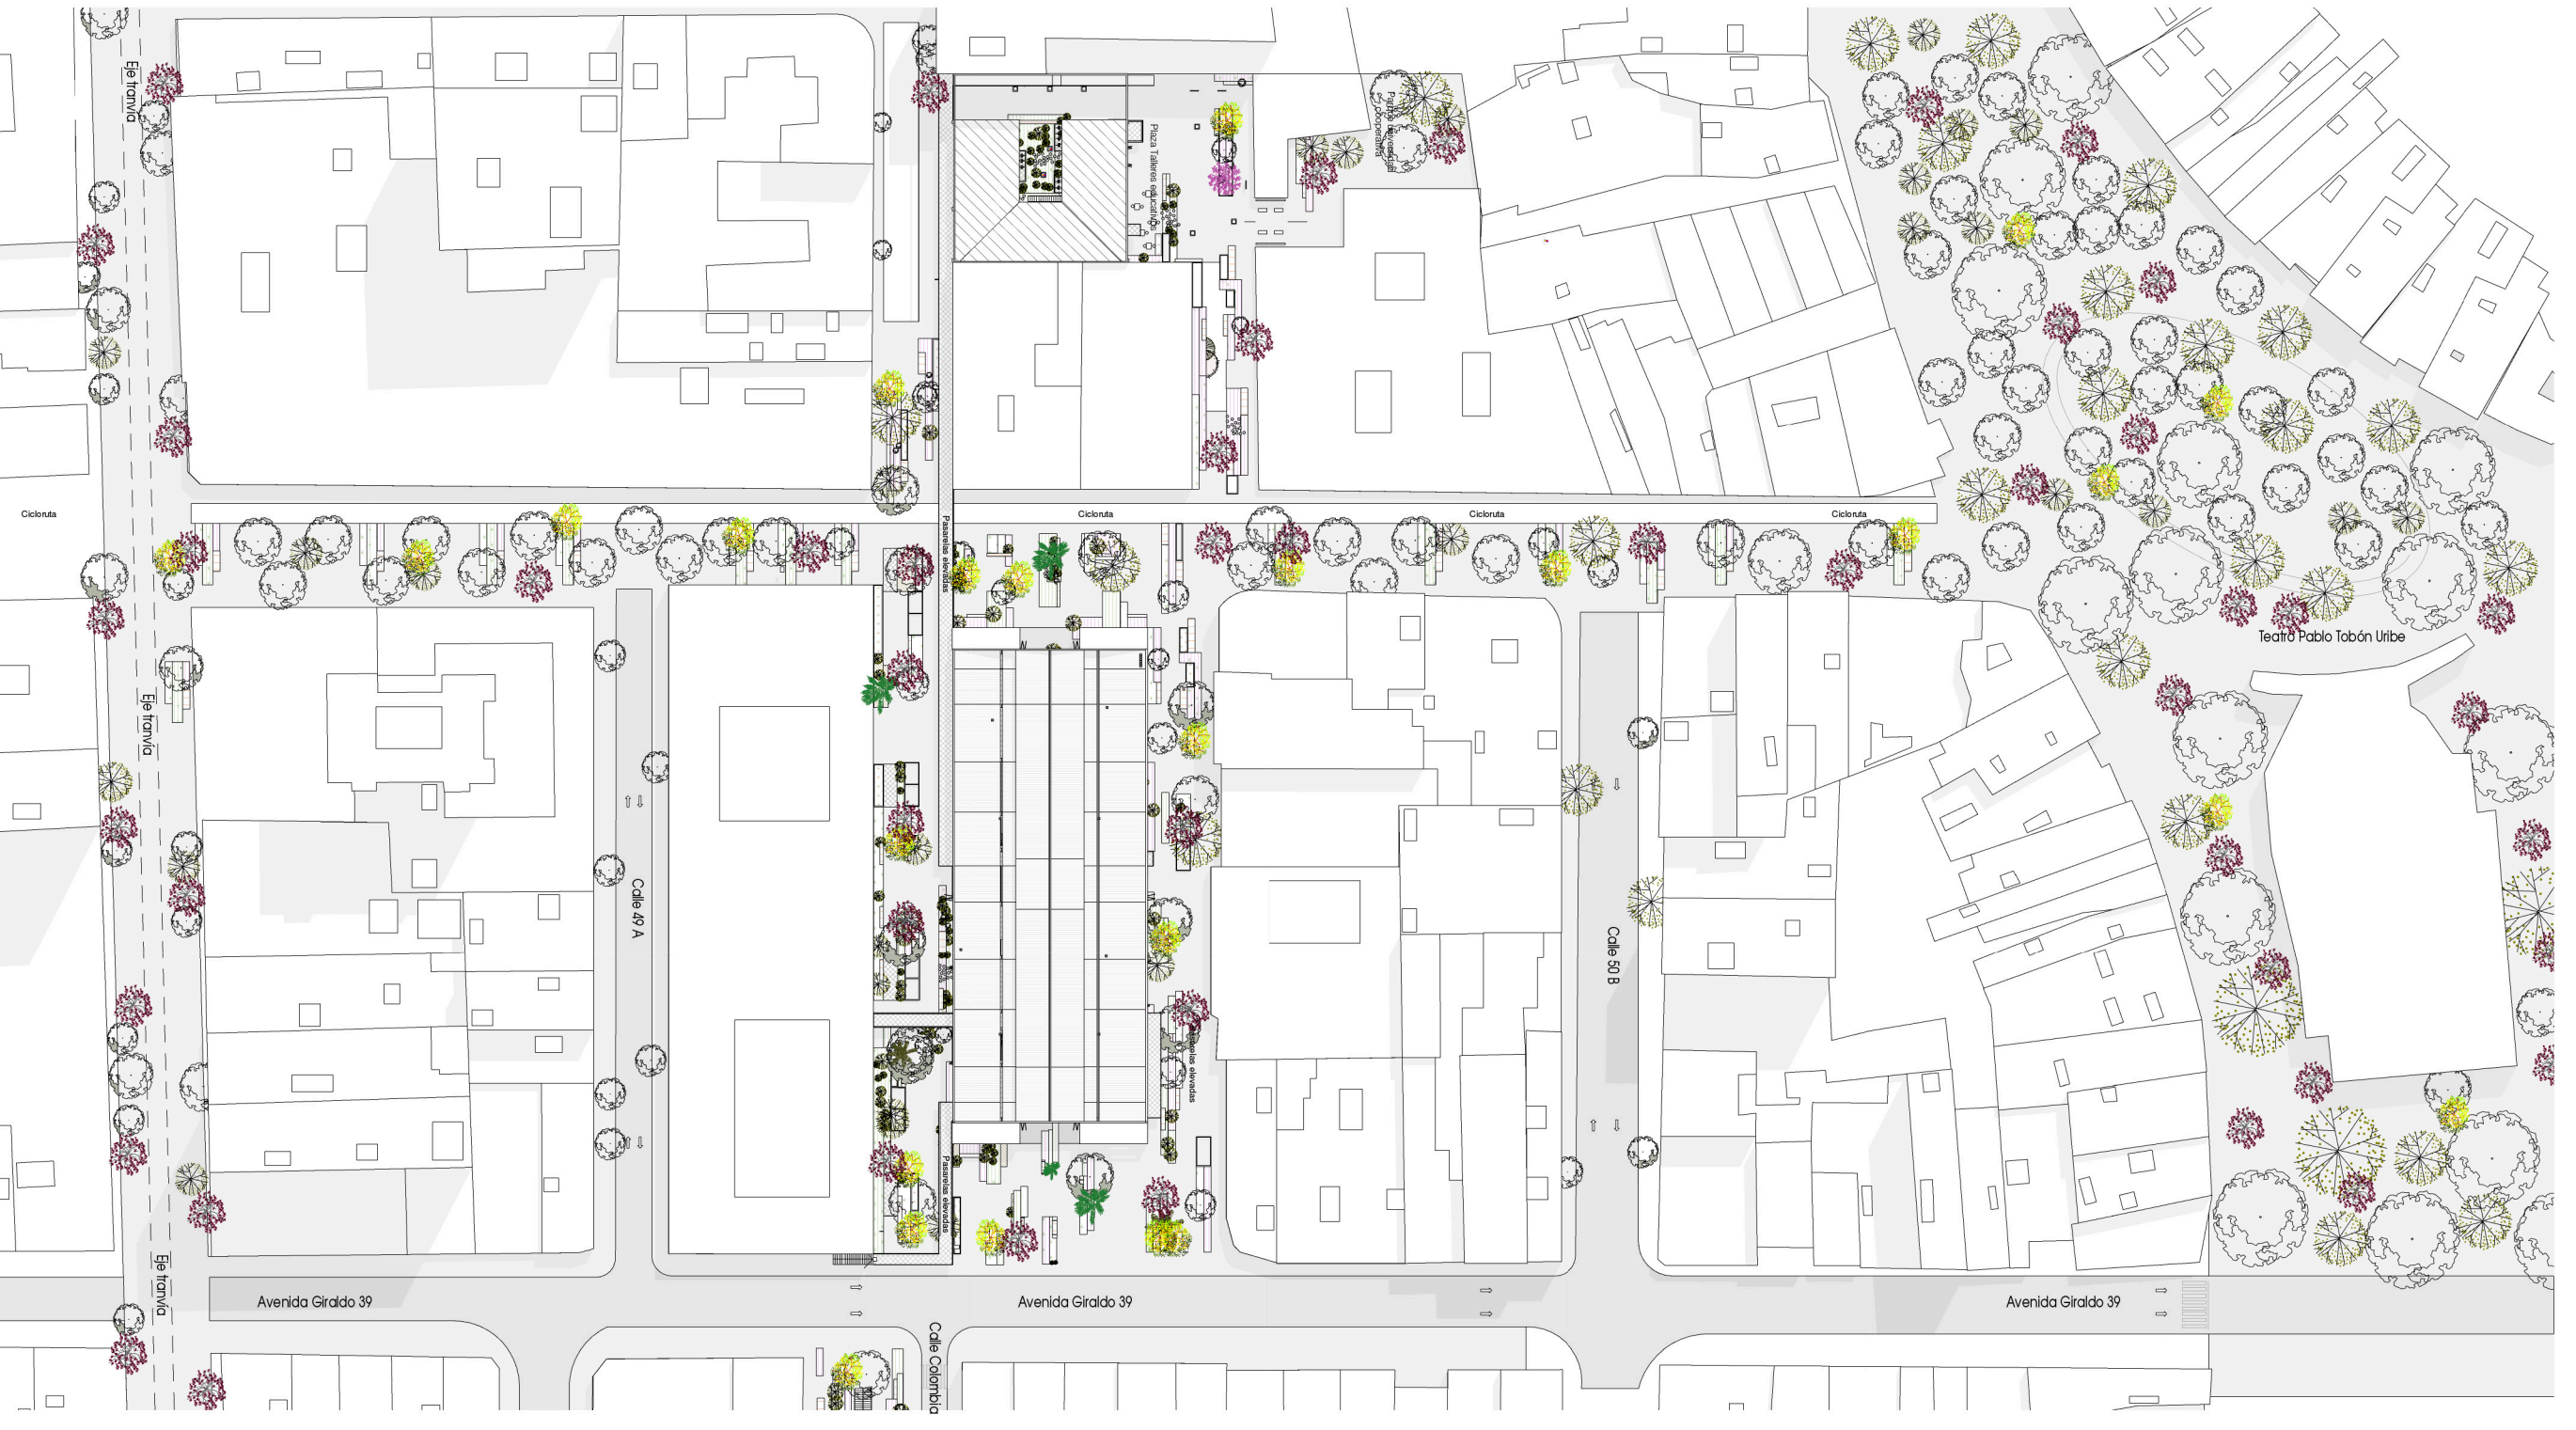 Eje tranvía
Plaza Talleres educativos
cooperativa
Cicloruta
Cicloruta
Cicloruta
Cicloruta
Pasarelas elevadas
Teatro Pablo Tobón Uribe
Eje tranvía
Calle 49 A
Calle 50 B
Pasarelas elevadas
Pasarelas elevadas
Eje tranvía
Avenida Giraldo 39
Avenida Giraldo 39
Avenida Giraldo 39
Calle Colombia